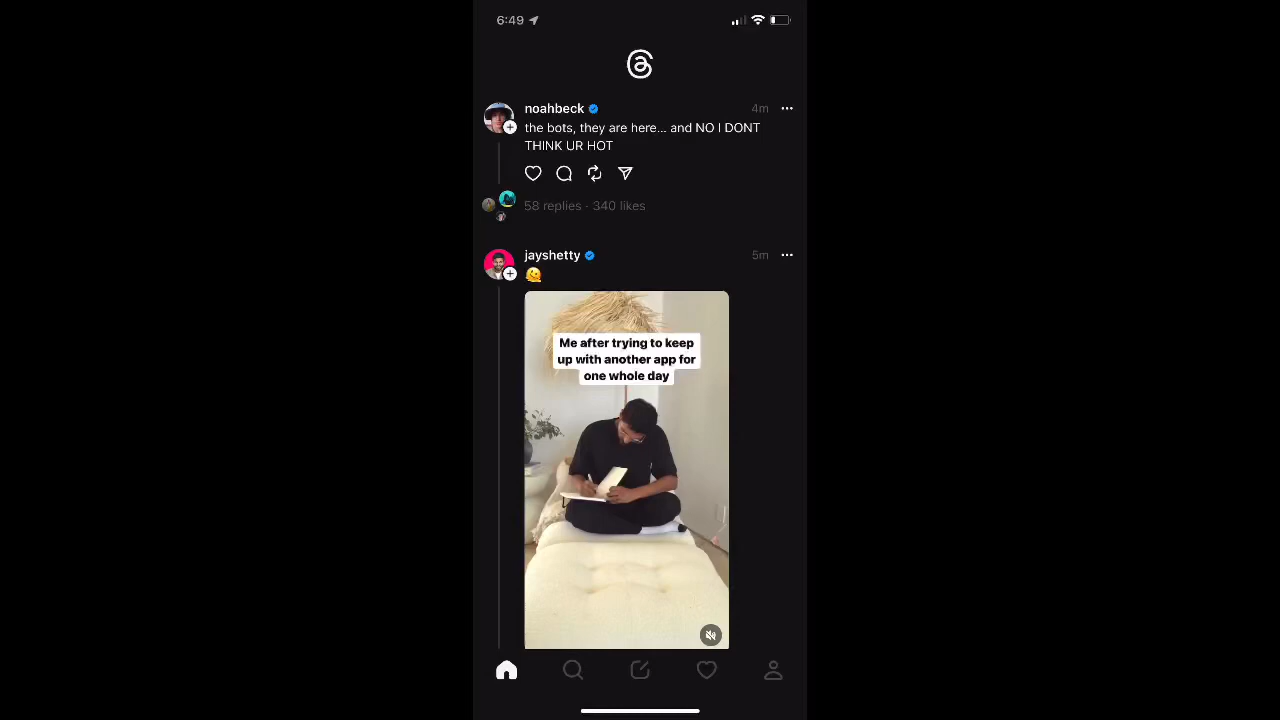 6:49
noahbeck
4m
the bots, they are here... and NO I DONT
THINK UR HOT
58 replies · 340 likes
jayshetty
5m
Me after trying to keep
up with another app for
one whole day